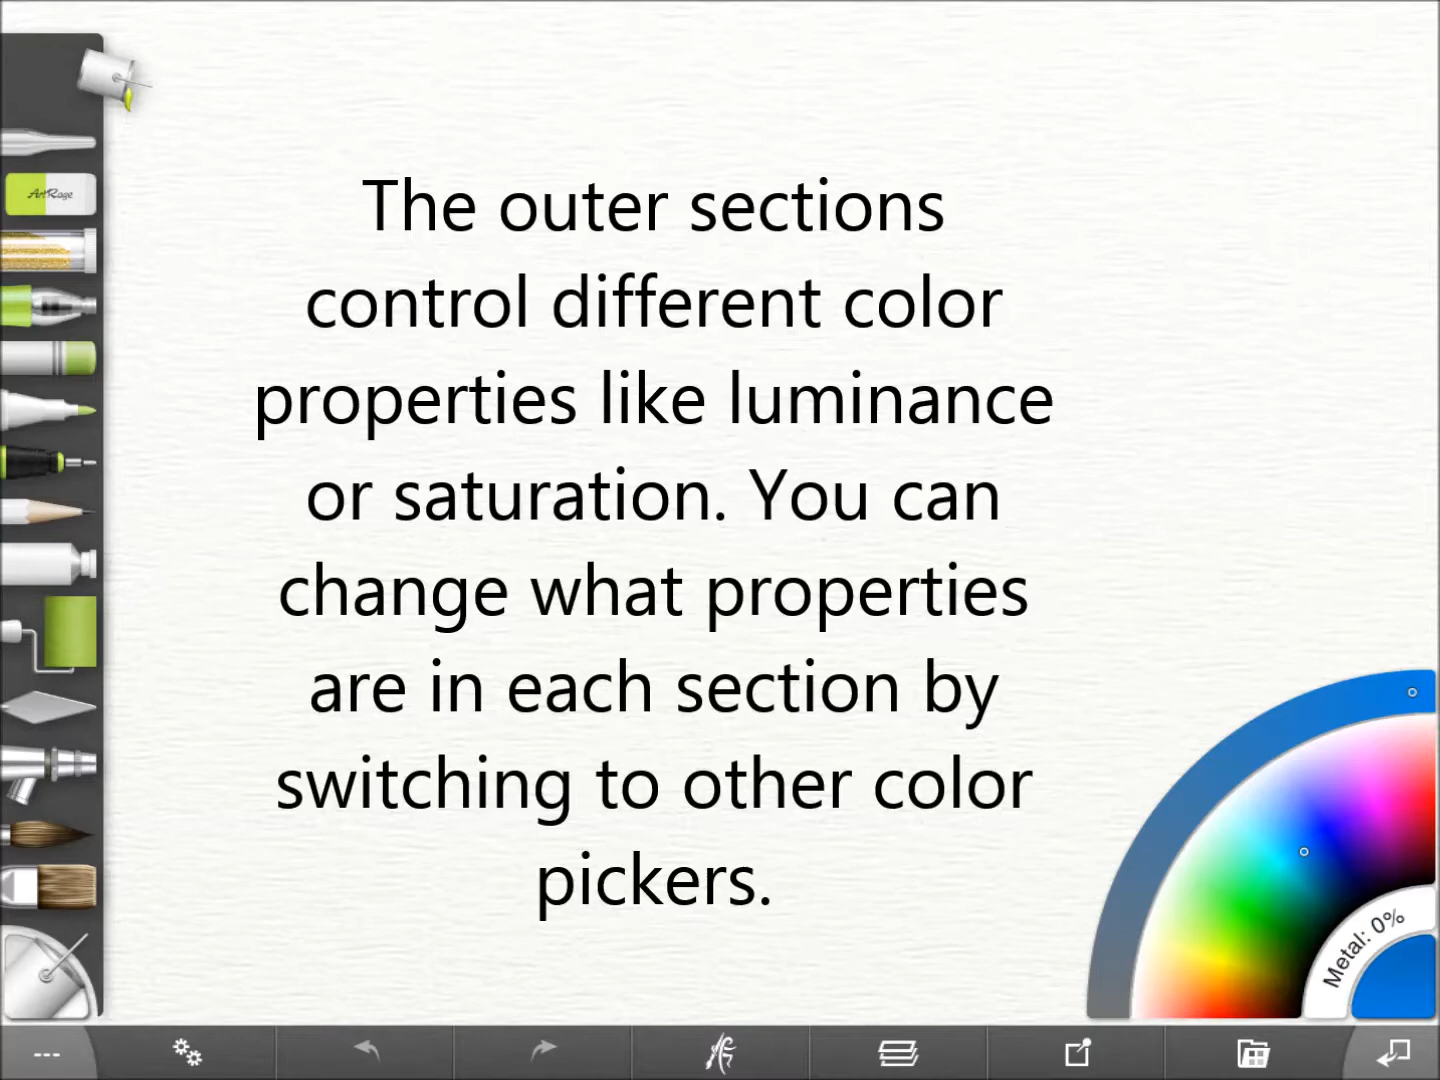 ArtRage
The outer sections
control different color
properties like luminance
or saturation. You can
change what properties
are in each section by
switching to other color
pickers.
Metal: 0%